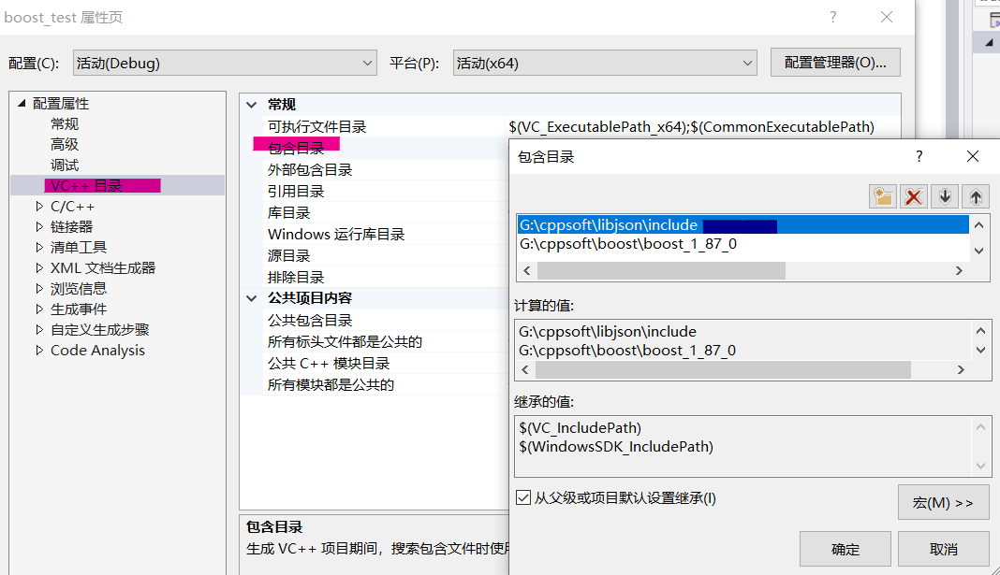 boost_test 属性页
配置(C): 活动(Debug) 平台(P): 活动(x64) 配置管理器(O)...
配置属性
常规
高级
调试
VC++ 目录
C/C++
链接器
清单工具
XML 文档生成器
浏览信息
生成事件
自定义生成步骤
Code Analysis
常规
可执行文件目录 $(VC_ExecutablePath_x64);$(CommonExecutablePath)
包含目录
外部包含目录
引用目录
库目录
Windows 运行库目录
源目录
排除目录
公共项目内容
公共包含目录
所有标头文件都是公共的
公共 C++ 模块目录
所有模块都是公共的
包含目录
生成 VC++ 项目期间，搜索包含文件时使用
包含目录
G:\cppsoft\libjson\include
G:\cppsoft\boost\boost_1_87_0
计算的值:
G:\cppsoft\libjson\include
G:\cppsoft\boost\boost_1_87_0
继承的值:
$(VC_IncludePath)
$(WindowsSDK_IncludePath)
从父级或项目默认设置继承(I)
宏(M) >>
确定 取消